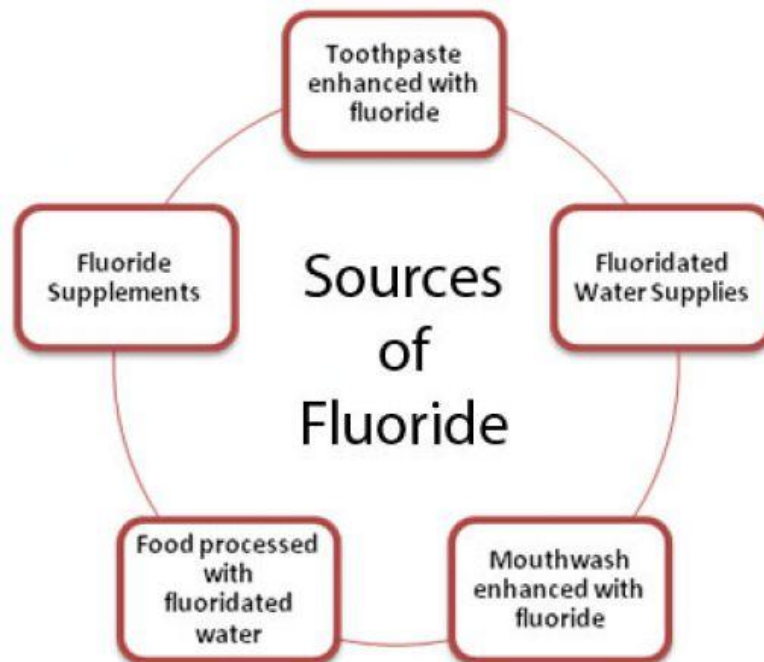 Toothpaste
enhanced with
fluoride
Fluoride
Supplements
Sources
of
Fluoride
Fluoridated
Water Supplies
Food processed
with
fluoridated
water
Mouthwash
enhanced with
fluoride